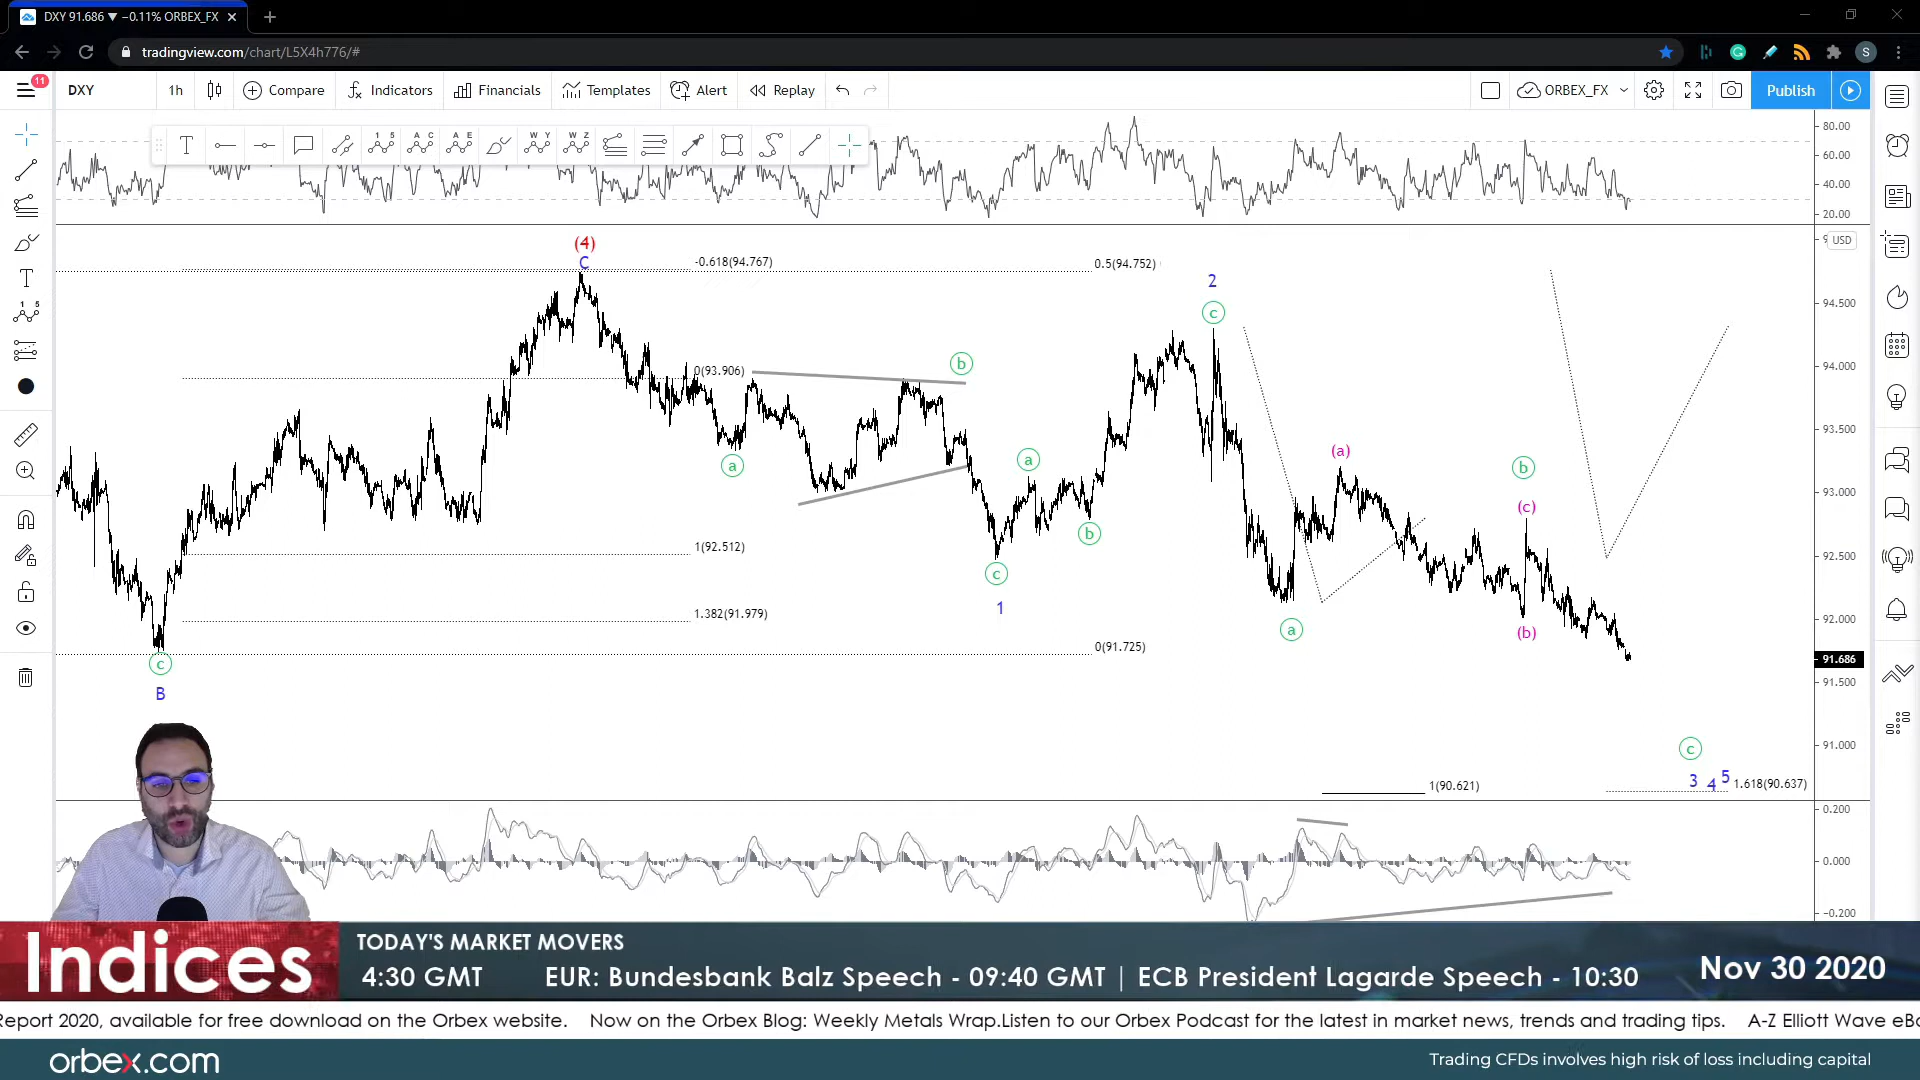 DXY 91.686 ▼ −0.11% ORBEX_FX
tradingview.com/chart/L5X4h776/#
S
11
DXY 1h Compare Indicators Financials Templates Alert Replay ORBEX_FX Publish
T 1 5 A C A E W Y W Z
80.00
60.00
40.00
20.00
USD
(4)
C
-0.618(94.767)
0.5(94.752)
2
c
94.500
0(93.906)
b
94.000
a
a
(a)
b
93.500
93.000
(c)
b
1(92.512)
92.500
c
1
1.382(91.979)
a
(b)
92.000
0(91.725)
c
91.686
B
91.500
c
91.000
3 4 5
1(90.621)
1.618(90.637)
0.200
0.000
−0.200
Indices
TODAY'S MARKET MOVERS
4:30 GMT EUR: Bundesbank Balz Speech - 09:40 GMT | ECB President Lagarde Speech - 10:30
Nov 30 2020
Report 2020, available for free download on the Orbex website. Now on the Orbex Blog: Weekly Metals Wrap.Listen to our Orbex Podcast for the latest in market news, trends and trading tips. A-Z Elliott Wave eBo
orbex.com
Trading CFDs involves high risk of loss including capital